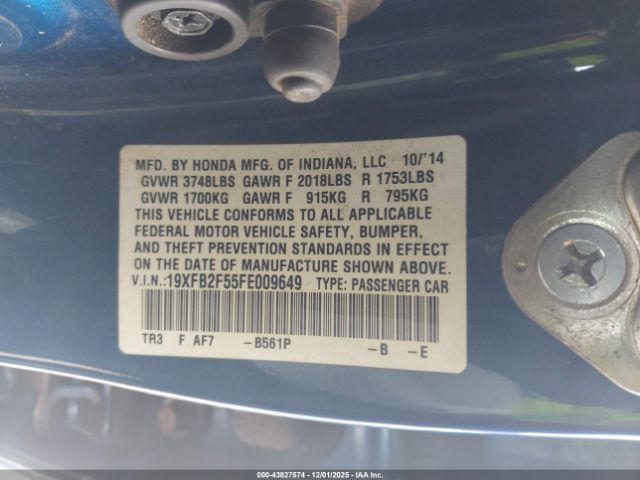 MFD. BY HONDA MFG. OF INDIANA, LLC 10/'14
GVWR 3748LBS GAWR F 2018LBS R 1753LBS
GVWR 1700KG GAWR F 915KG R 795KG
THIS VEHICLE CONFORMS TO ALL APPLICABLE
FEDERAL MOTOR VEHICLE SAFETY, BUMPER,
AND THEFT PREVENTION STANDARDS IN EFFECT
ON THE DATE OF MANUFACTURE SHOWN ABOVE.
V.I.N.: 19XFB2F55FE009649 TYPE: PASSENGER CAR
TR3 F AF7 -B561P -B -E
000-43827574 - 12/01/2025 - IAAI.COM